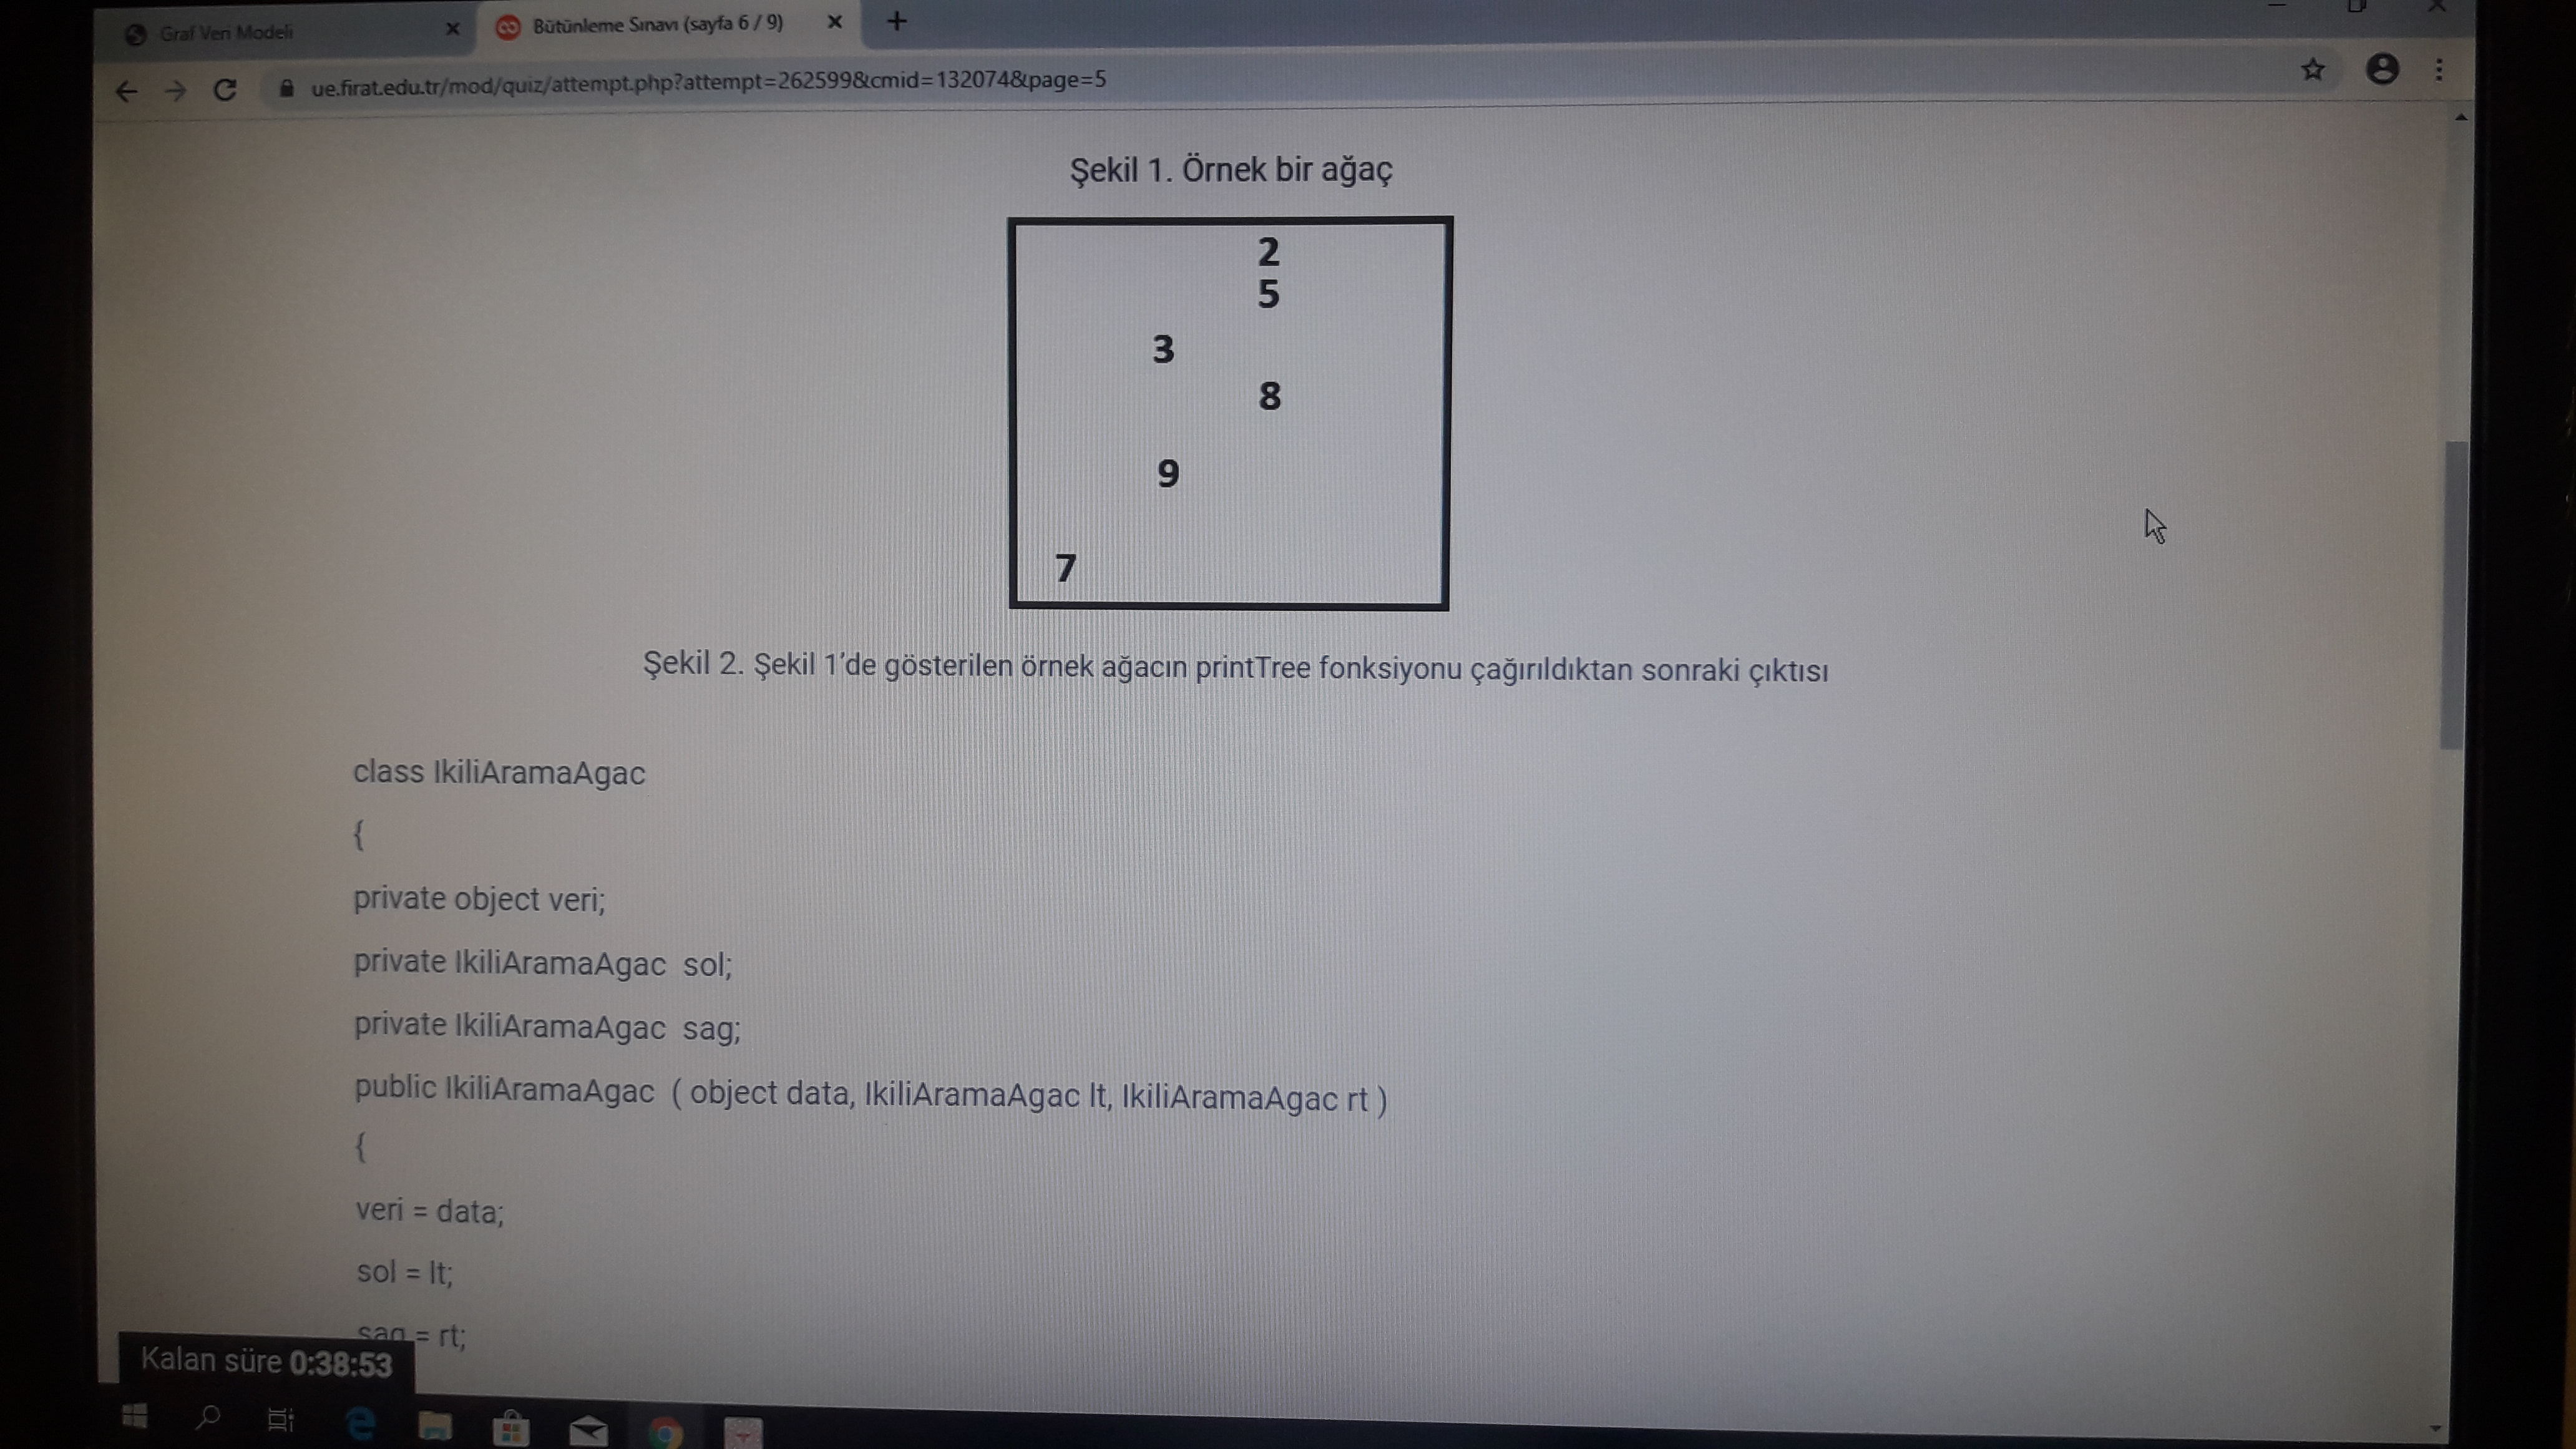 Graf Veri Modeli
Bütünleme Sınavı (sayfa 6 / 9)
ue.firat.edu.tr/mod/quiz/attempt.php?attempt=262599&cmid=132074&page=5
Şekil 1. Örnek bir ağaç
2
5
3
8
9
7
Şekil 2. Şekil 1'de gösterilen örnek ağacın printTree fonksiyonu çağırıldıktan sonraki çıktısı
class IkiliAramaAgac
{
private object veri;
private IkiliAramaAgac sol;
private IkiliAramaAgac sag;
public IkiliAramaAgac ( object data, IkiliAramaAgac lt, IkiliAramaAgac rt )
{
veri = data;
sol = lt;
sag = rt;
Kalan süre 0:38:53